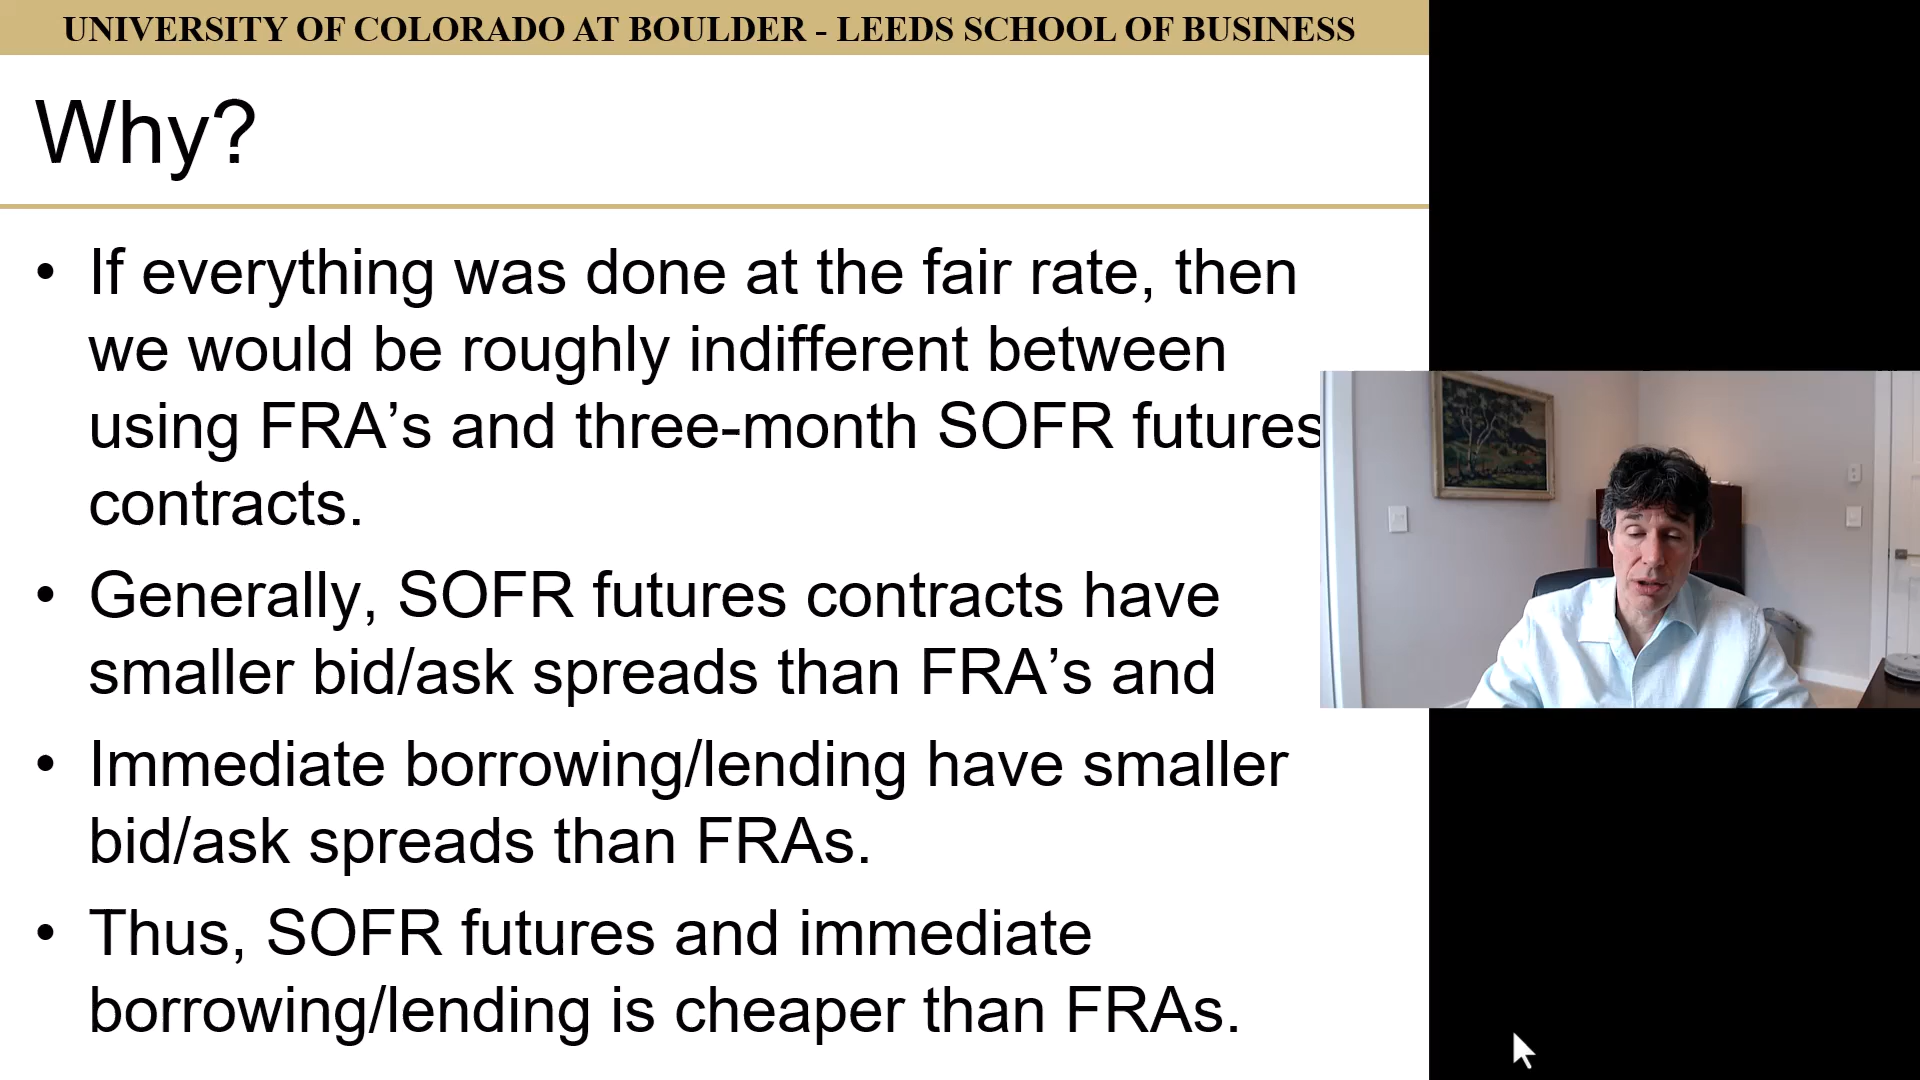 UNIVERSITY OF COLORADO AT BOULDER - LEEDS SCHOOL OF BUSINESS
Why?
• If everything was done at the fair rate, then
we would be roughly indifferent between
using FRA’s and three-month SOFR futures
contracts.
• Generally, SOFR futures contracts have
smaller bid/ask spreads than FRA’s and
• Immediate borrowing/lending have smaller
bid/ask spreads than FRAs.
• Thus, SOFR futures and immediate
borrowing/lending is cheaper than FRAs.